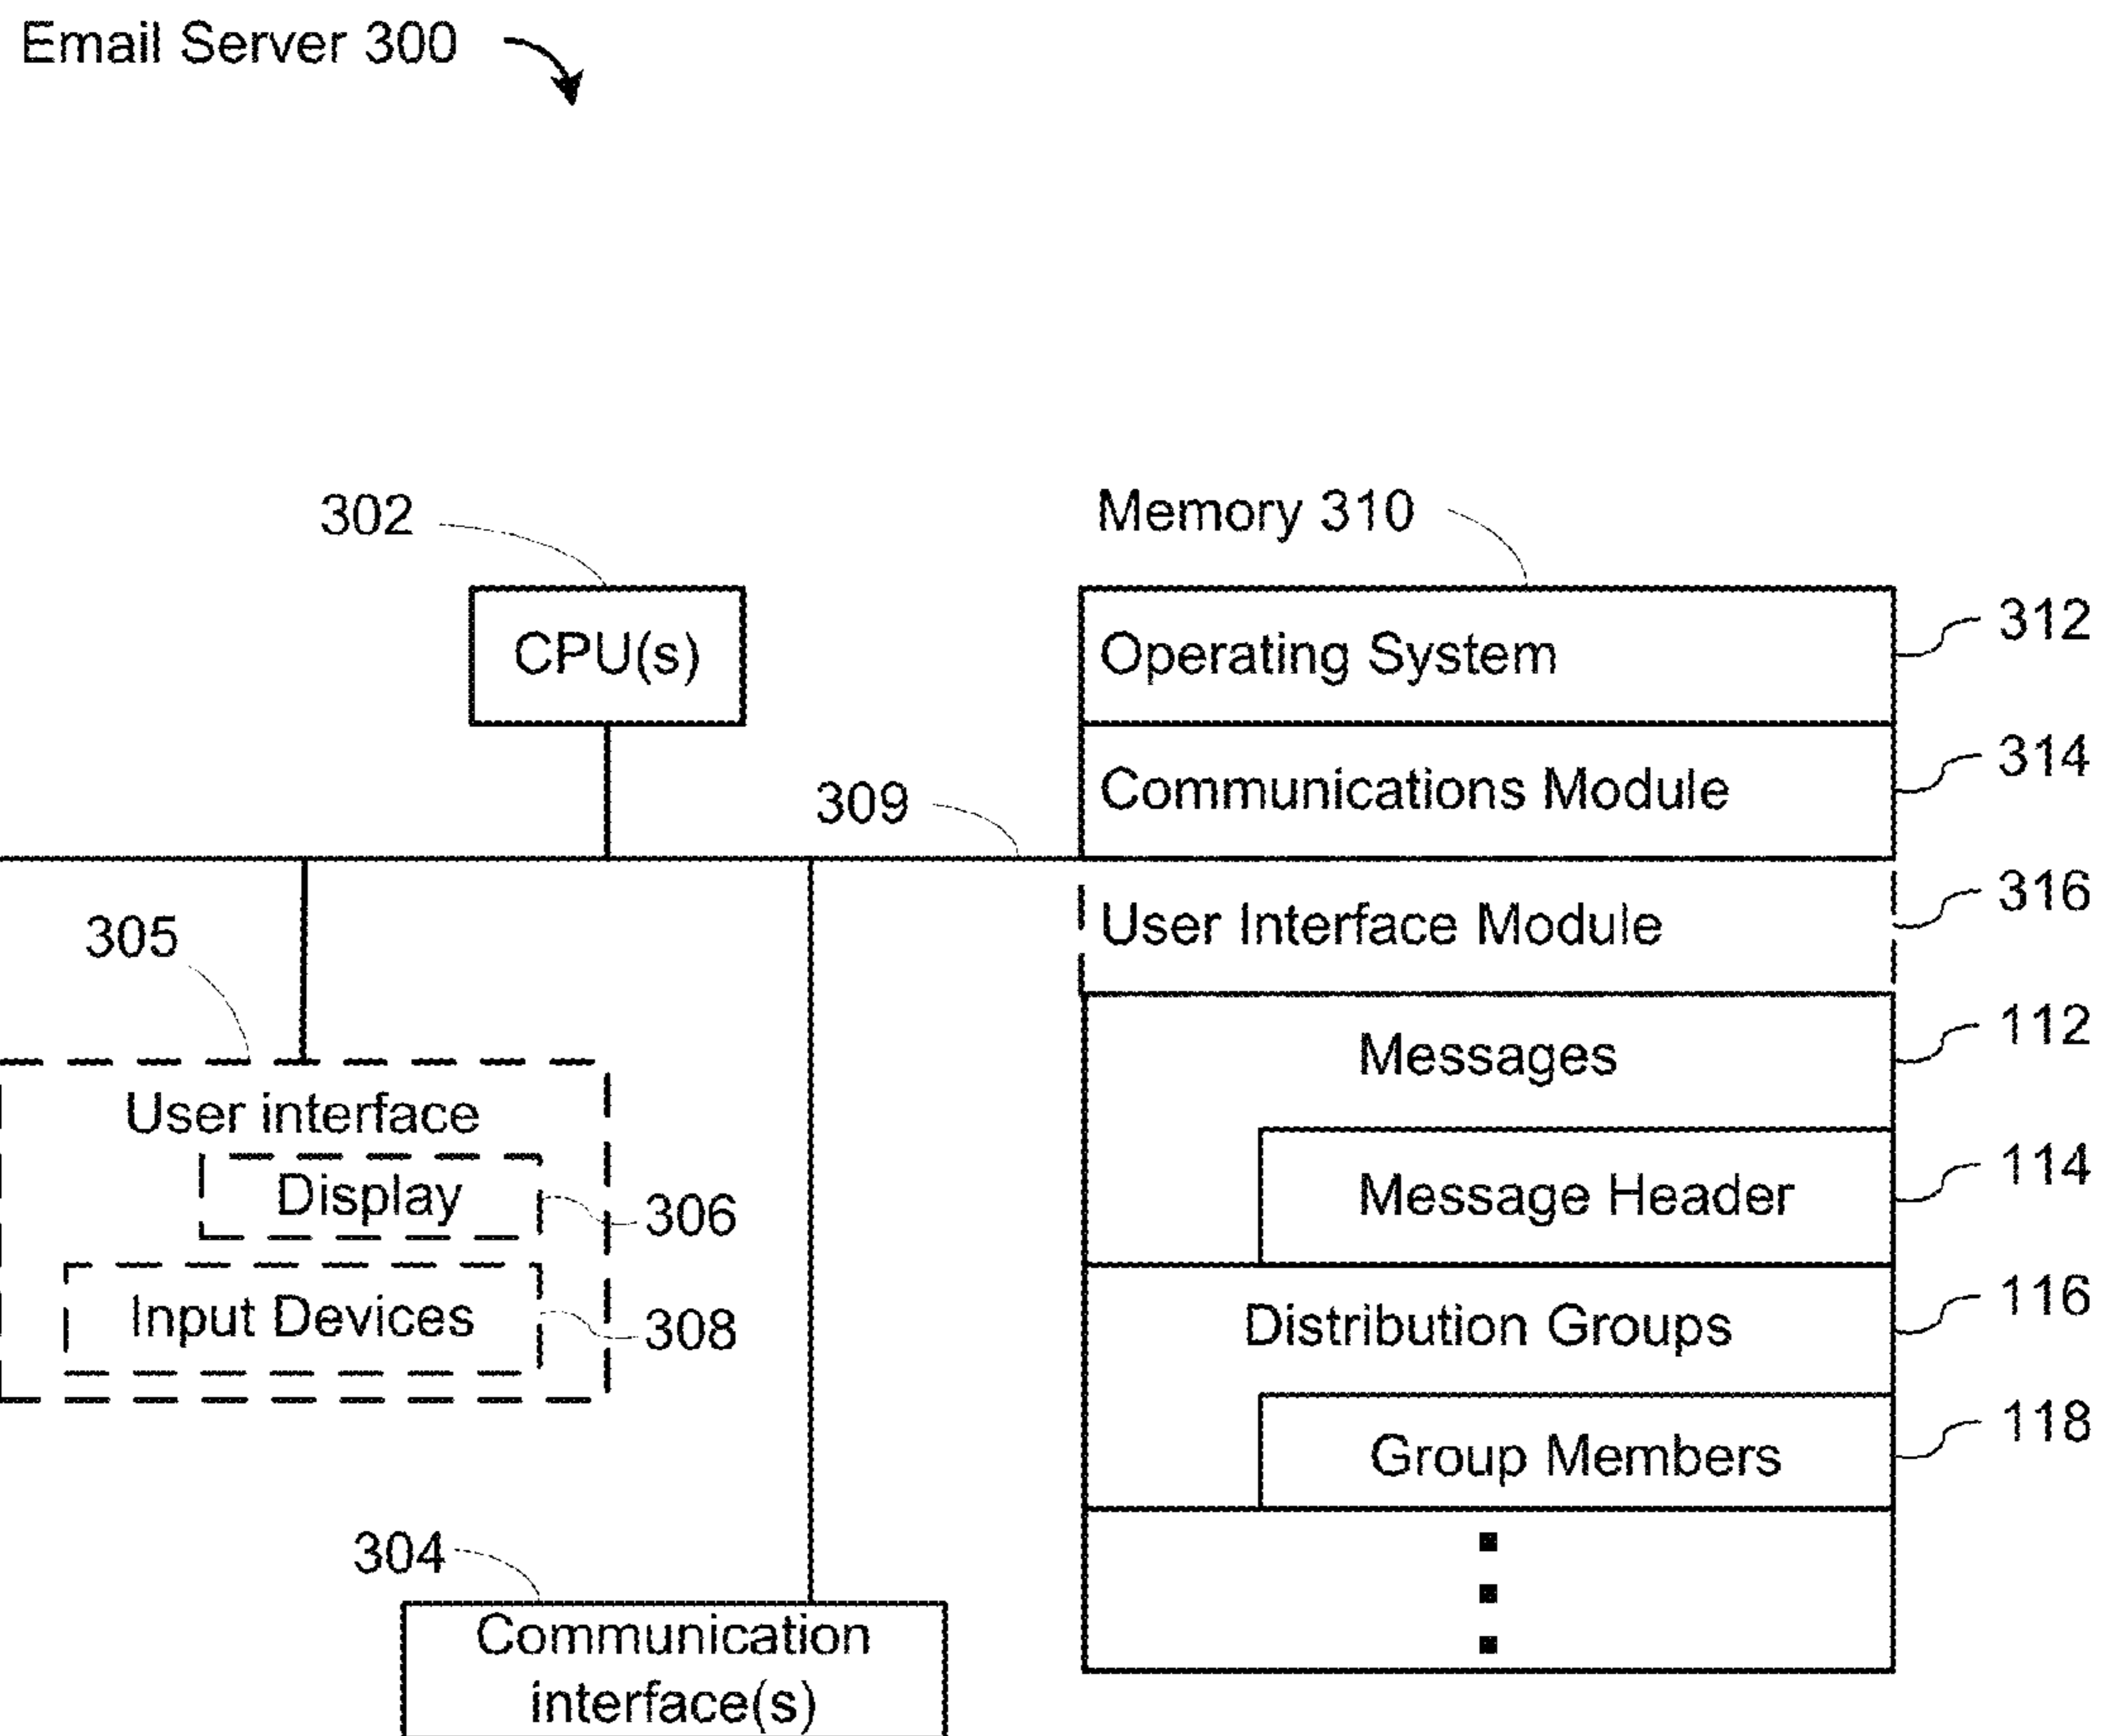 Email Server 300
302
CPU(s)
309
305
User interface
Display
306
Input Devices
308
304
Communication
interface(s)
Memory 310
Operating System
312
Communications Module
314
User Interface Module
316
Messages
112
Message Header
114
Distribution Groups
116
Group Members
118